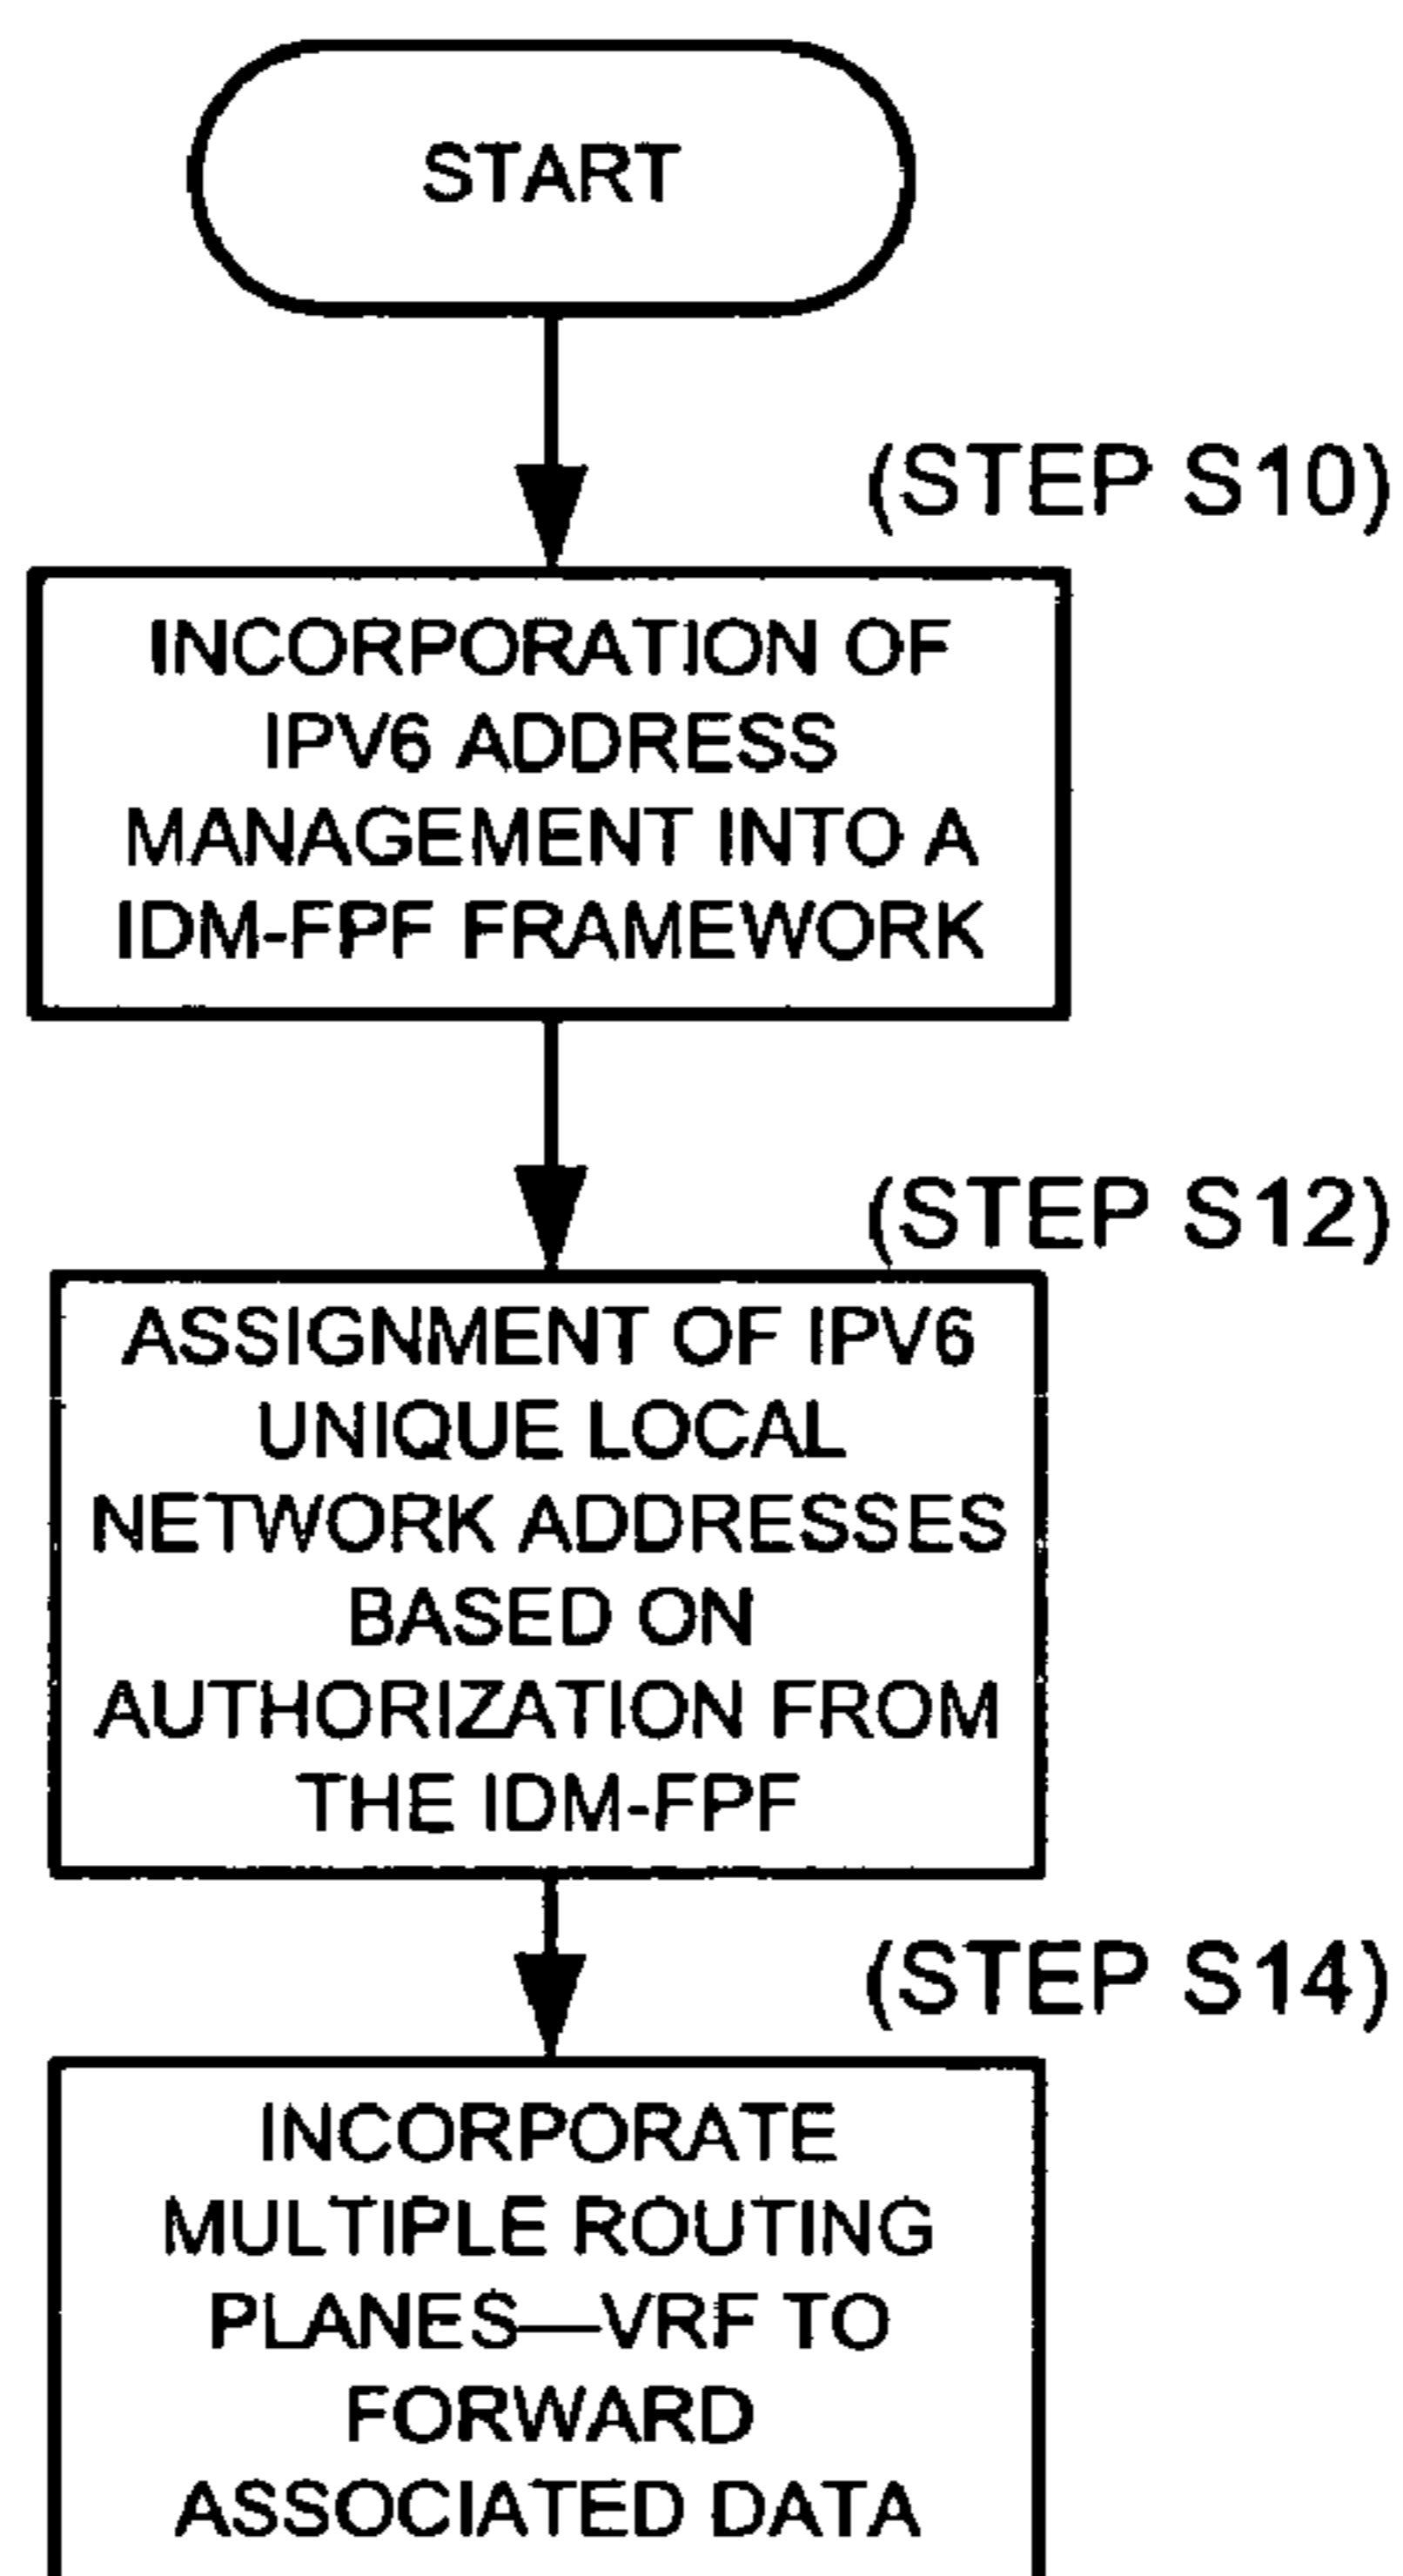 START
(STEP S10)
INCORPORATION OF
IPV6 ADDRESS
MANAGEMENT INTO A
IDM-FPF FRAMEWORK
(STEP S12)
ASSIGNMENT OF IPV6
UNIQUE LOCAL
NETWORK ADDRESSES
BASED ON
AUTHORIZATION FROM
THE IDM-FPF
(STEP S14)
INCORPORATE
MULTIPLE ROUTING
PLANES—VRF TO
FORWARD
ASSOCIATED DATA